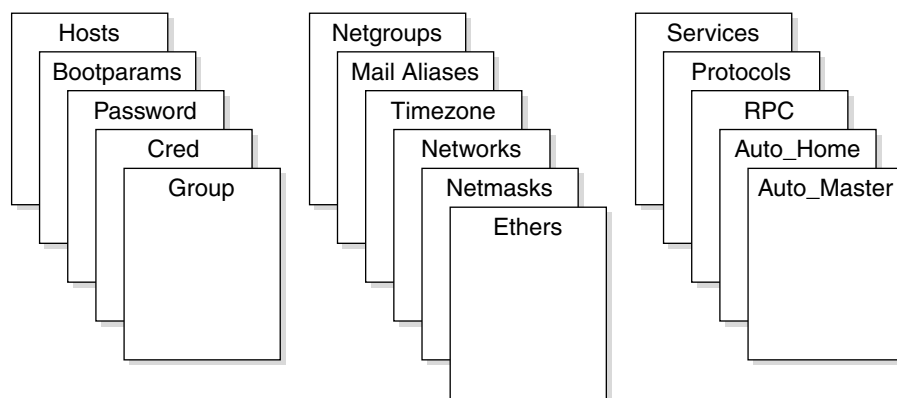 Hosts
Bootparams
Password
Cred
Group
Netgroups
Mail Aliases
Timezone
Networks
Netmasks
Ethers
Services
Protocols
RPC
Auto_Home
Auto_Master